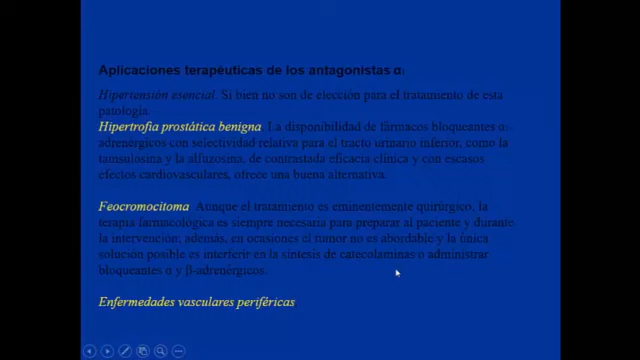 Aplicaciones terapéuticas de los antagonistas α₁
Hipertensión esencial. Si bien no son de elección para el tratamiento de esta
patología.
Hipertrofia prostática benigna. La disponibilidad de fármacos bloqueantes α₁
adrenérgicos con selectividad relativa para el tracto urinario inferior, como la
tamsulosina y la alfuzosina, de contrastada eficacia clínica y con escasos
efectos cardiovasculares, ofrece una buena alternativa.
Feocromocitoma. Aunque el tratamiento es eminentemente quirúrgico, la
terapia farmacológica es siempre necesaria para preparar al paciente y durante
la intervención; además, en ocasiones el tumor no es abordable y la única
solución posible es interferir en la síntesis de catecolaminas o administrar
bloqueantes α y β-adrenérgicos.
Enfermedades vasculares periféricas